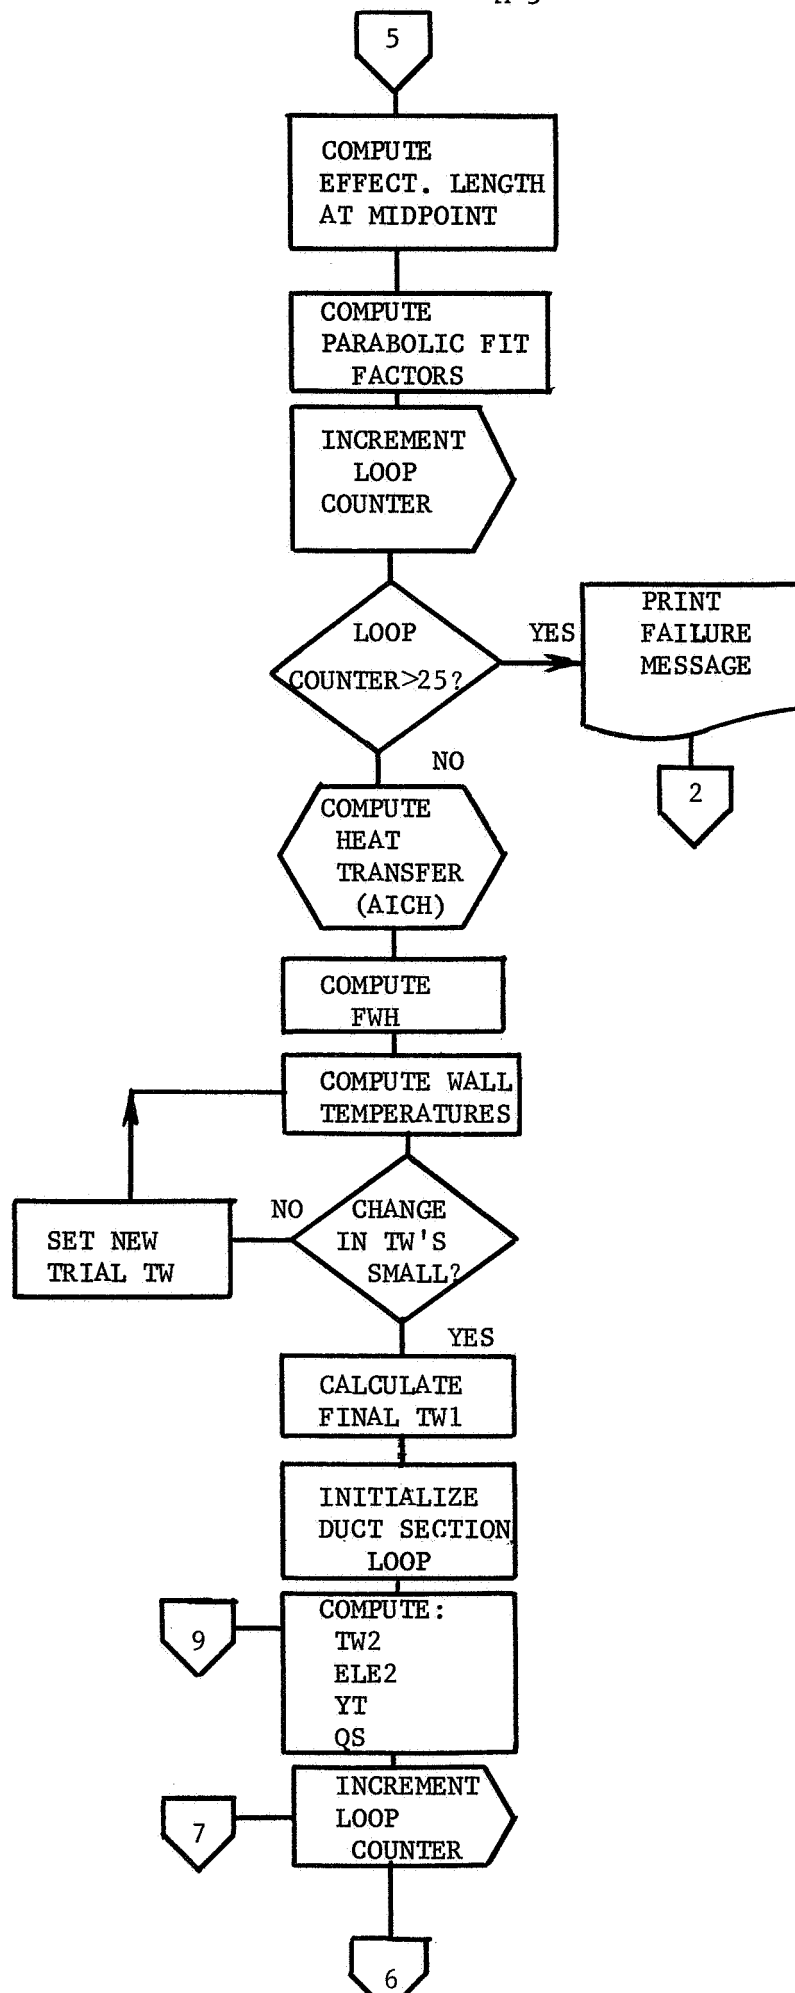 5
COMPUTE
EFFECT. LENGTH
AT MIDPOINT
COMPUTE
PARABOLIC FIT
FACTORS
INCREMENT
LOOP
COUNTER
LOOP
COUNTER>25?
YES
PRINT
FAILURE
MESSAGE
2
NO
COMPUTE
HEAT
TRANSFER
(AICH)
COMPUTE
FWH
COMPUTE WALL
TEMPERATURES
CHANGE
IN TW'S
SMALL?
NO
SET NEW
TRIAL TW
YES
CALCULATE
FINAL TW1
INITIALIZE
DUCT SECTION
LOOP
COMPUTE:
TW2
ELE2
YT
QS
9
INCREMENT
LOOP
COUNTER
7
6